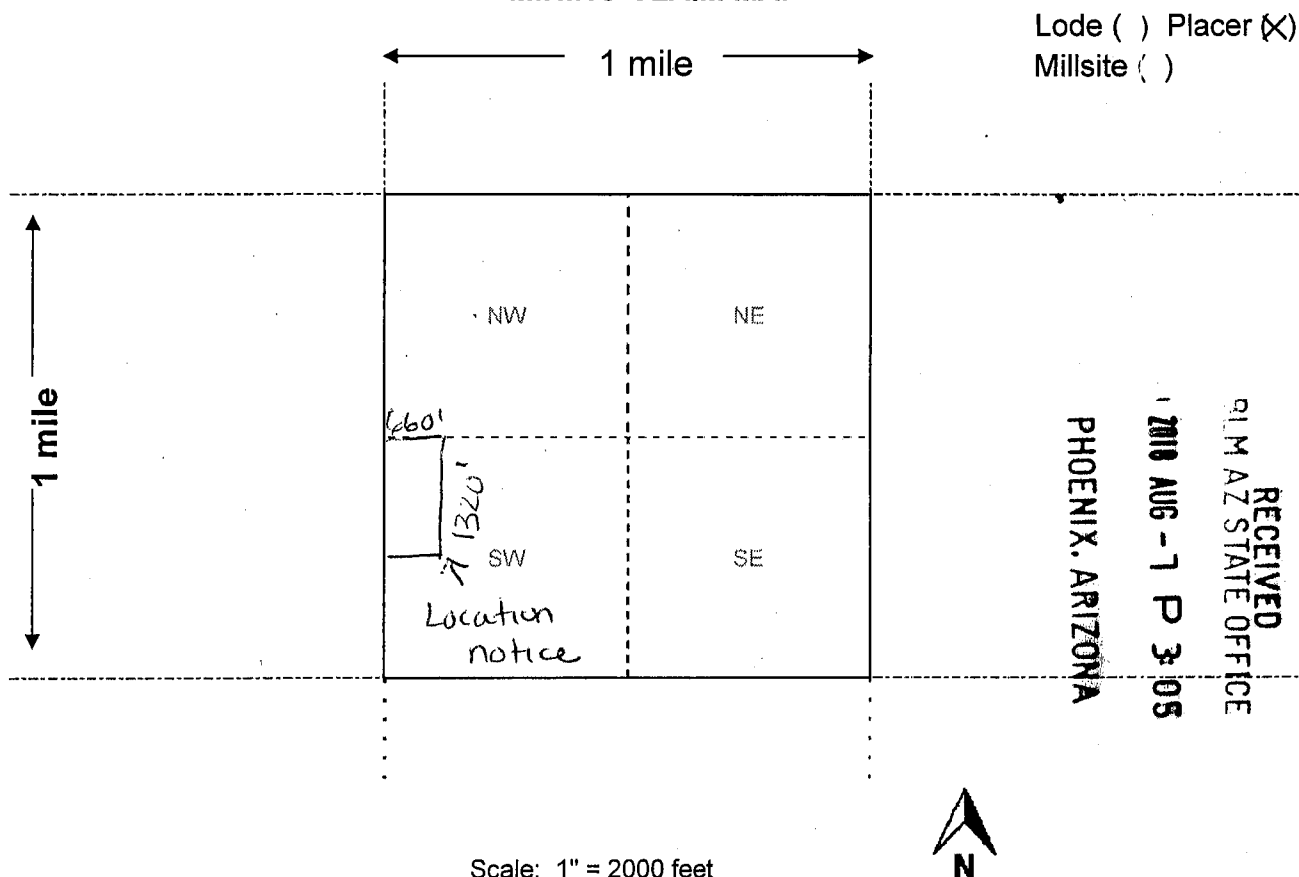 Lode ( ) Placer (X)
Millsite ( )
1 mile
1 mile
NW
NE
660'
1320'
SW
SE
Location
notice
RECEIVED
BLM AZ STATE OFFICE
2018 AUG -7 P 3:05
PHOENIX, ARIZONA
Scale: 1" = 2000 feet
N